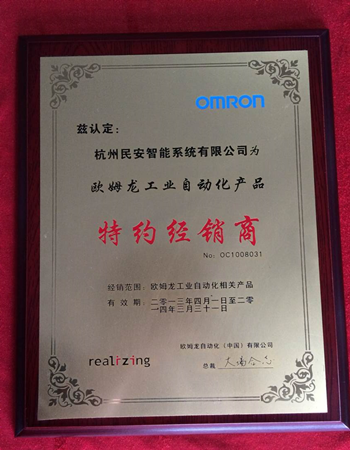 OMRON
兹认定：
杭州民安智能系统有限公司为
欧姆龙工业自动化产品
特约经销商
No: OC1008031
经销范围：欧姆龙工业自动化相关产品
有效期：二〇一三年四月一日至二〇
一四年三月三十一日
欧姆龙自动化（中国）有限公司
realizing
总裁